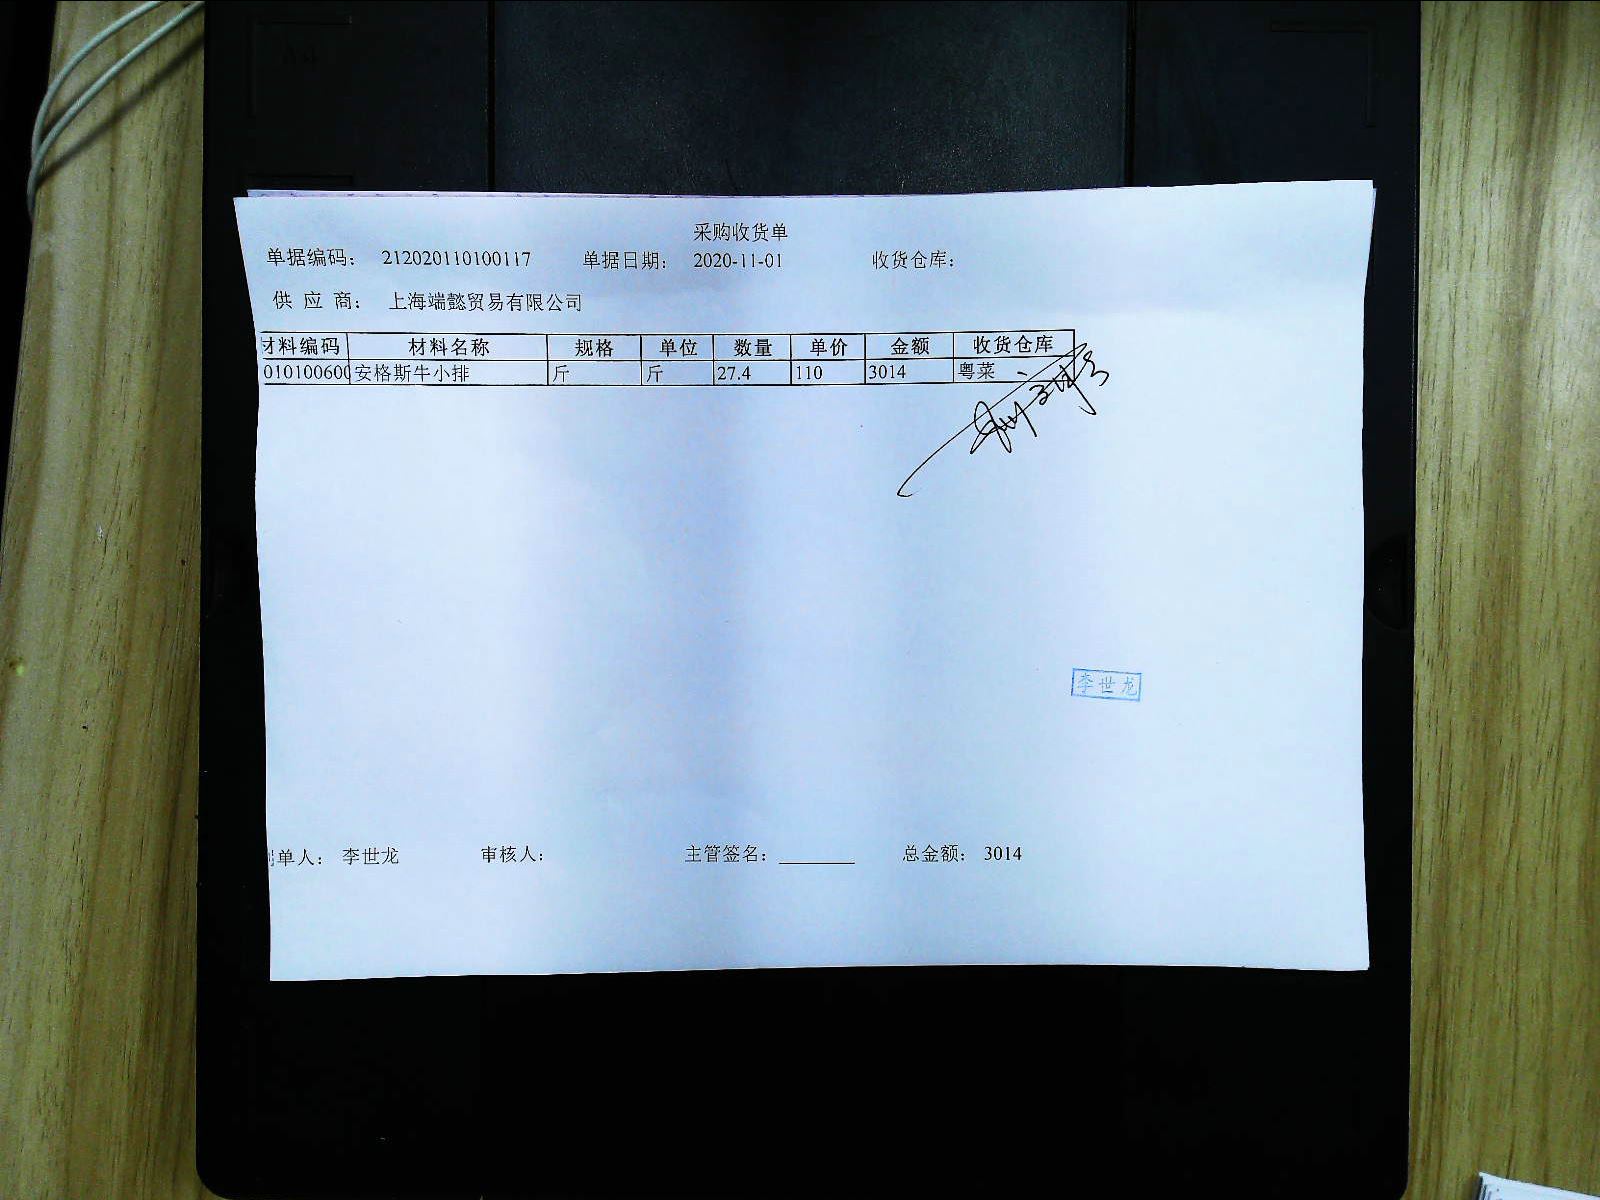 采购收货单
单据编码： 212020110100117 单据日期： 2020-11-01 收货仓库：
供 应 商： 上海端懿贸易有限公司
材料编码 材料名称 规格 单位 数量 单价 金额 收货仓库
010100600 安格斯牛小排 斤 斤 27.4 110 3014 粤菜
李世龙
制单人： 李世龙 审核人： 主管签名： 总金额： 3014